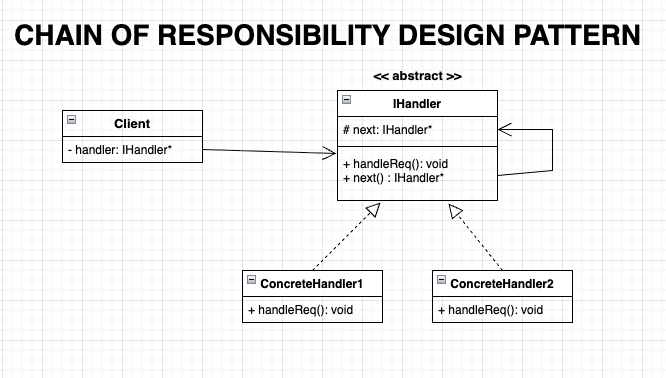 CHAIN OF RESPONSIBILITY DESIGN PATTERN
<< abstract >>
IHandler
# next: IHandler*
+ handleReq(): void
+ next() : IHandler*
Client
- handler: IHandler*
ConcreteHandler1
+ handleReq(): void
ConcreteHandler2
+ handleReq(): void